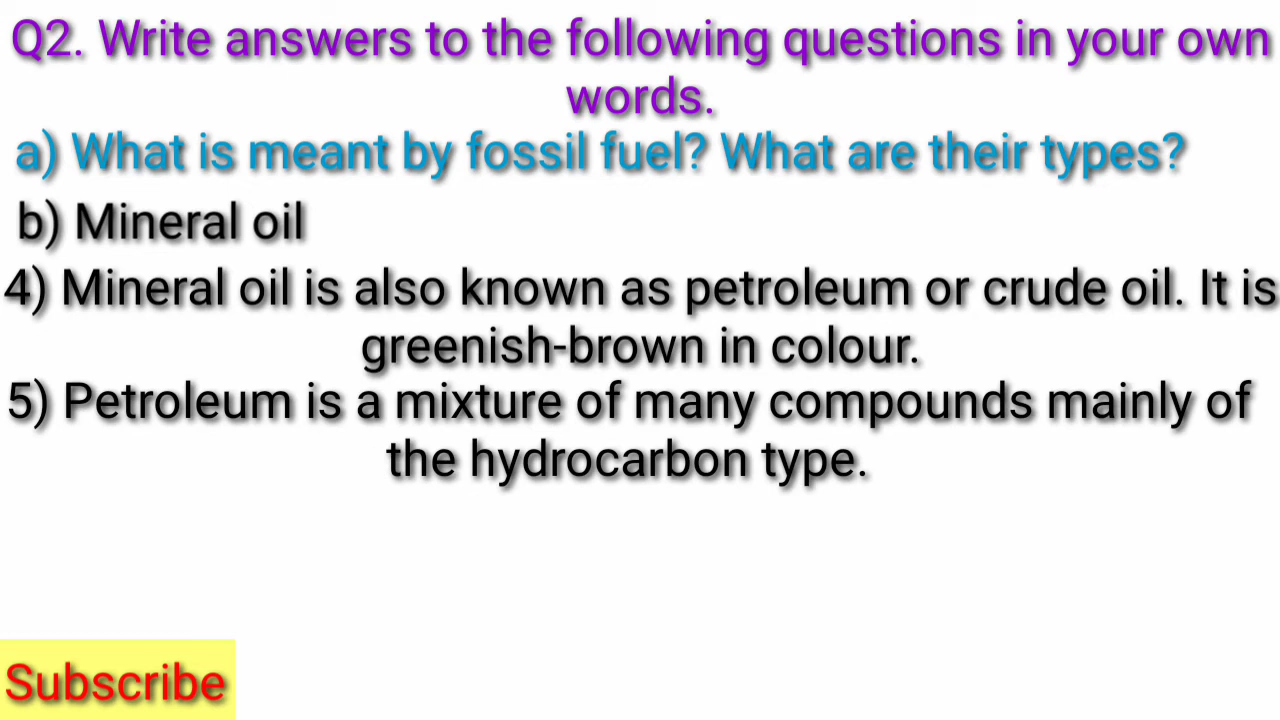 Q2. Write answers to the following questions in your own
words.
a) What is meant by fossil fuel? What are their types?
b) Mineral oil
4) Mineral oil is also known as petroleum or crude oil. It is
greenish-brown in colour.
5) Petroleum is a mixture of many compounds mainly of
the hydrocarbon type.
Subscribe